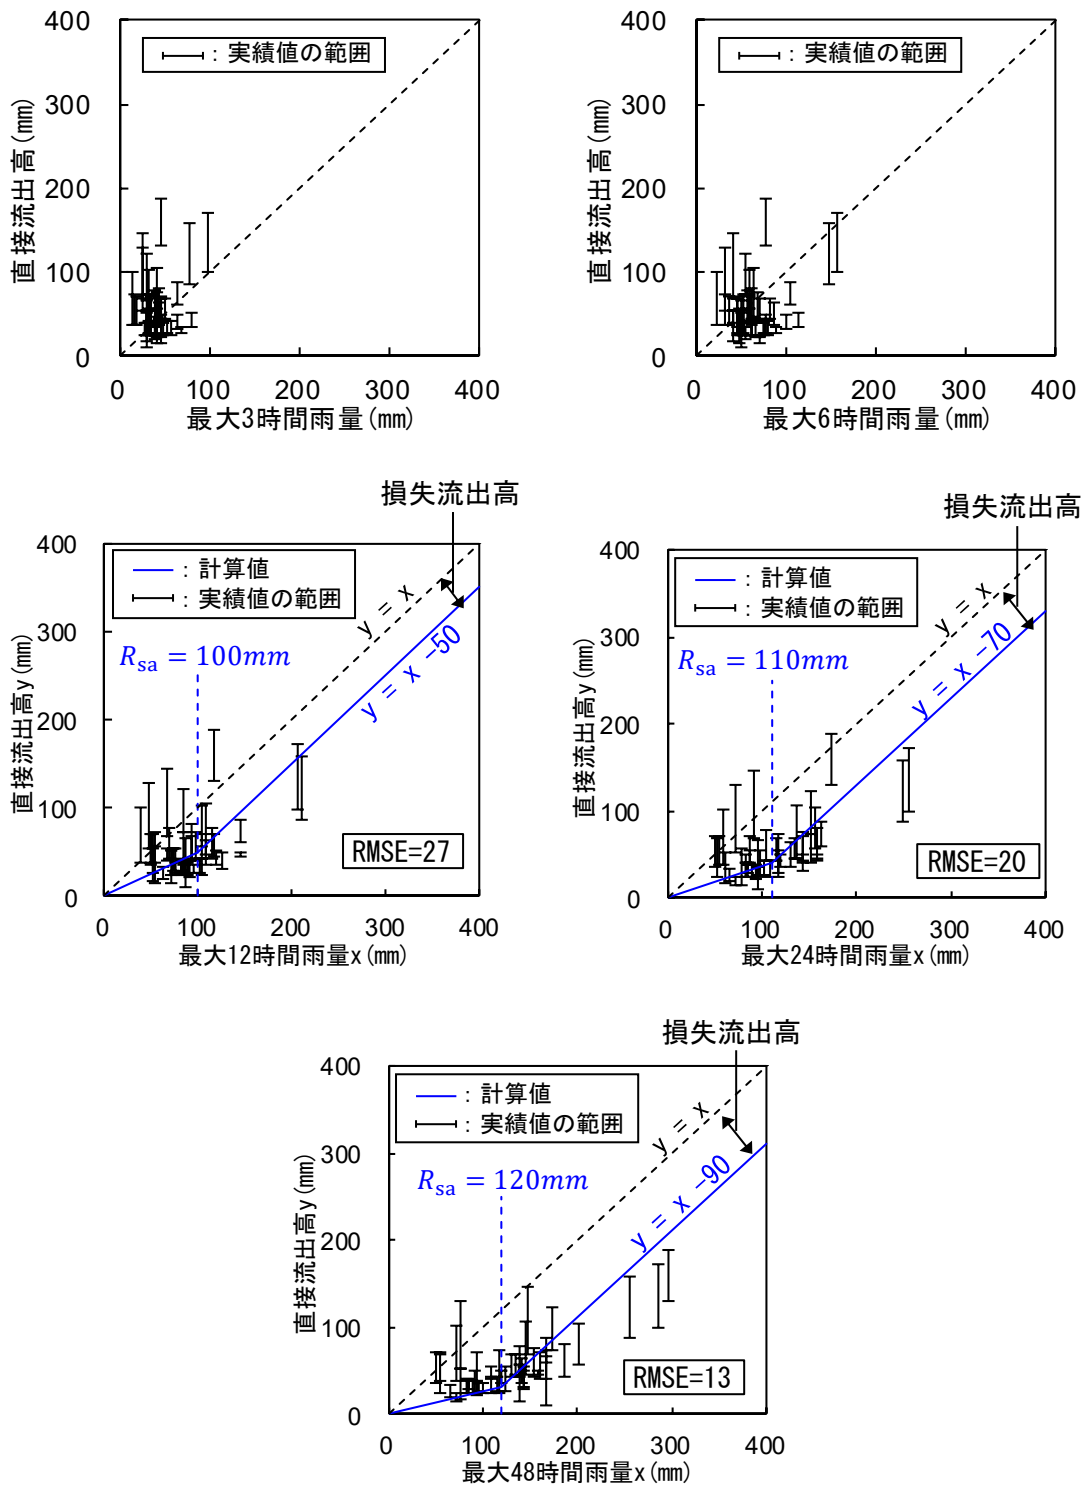 400
300
200
100
0
直接流出高(mm)
：実績値の範囲
0 100 200 300 400
最大3時間雨量(mm)
400
300
200
100
0
直接流出高(mm)
：実績値の範囲
0 100 200 300 400
最大6時間雨量(mm)
損失流出高
400
300
200
100
0
直接流出高y(mm)
：計算値
：実績値の範囲
y = x
y = x -50
R_sa = 100mm
RMSE=27
0 100 200 300 400
最大12時間雨量x(mm)
損失流出高
400
300
200
100
0
直接流出高y(mm)
：計算値
：実績値の範囲
y = x
y = x -70
R_sa = 110mm
RMSE=20
0 100 200 300 400
最大24時間雨量x(mm)
損失流出高
400
300
200
100
0
直接流出高y(mm)
：計算値
：実績値の範囲
y = x
y = x -90
R_sa = 120mm
RMSE=13
0 100 200 300 400
最大48時間雨量x(mm)